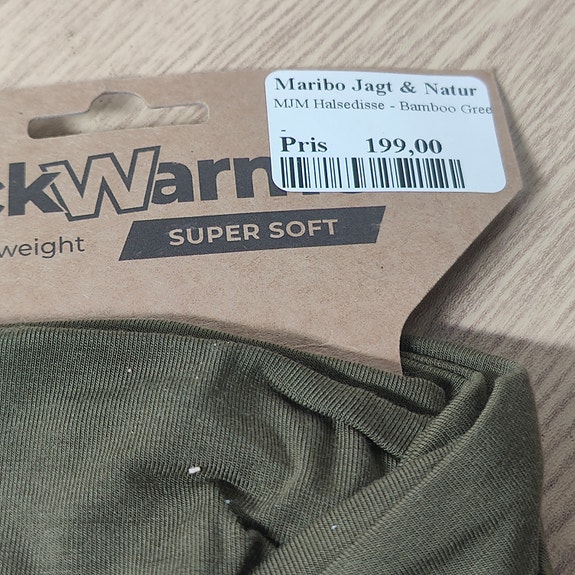 Maribo Jagt & Natur
MJM Halsedisse - Bamboo Gree
-
Pris 199,00
ckWarm
weight
SUPER SOFT